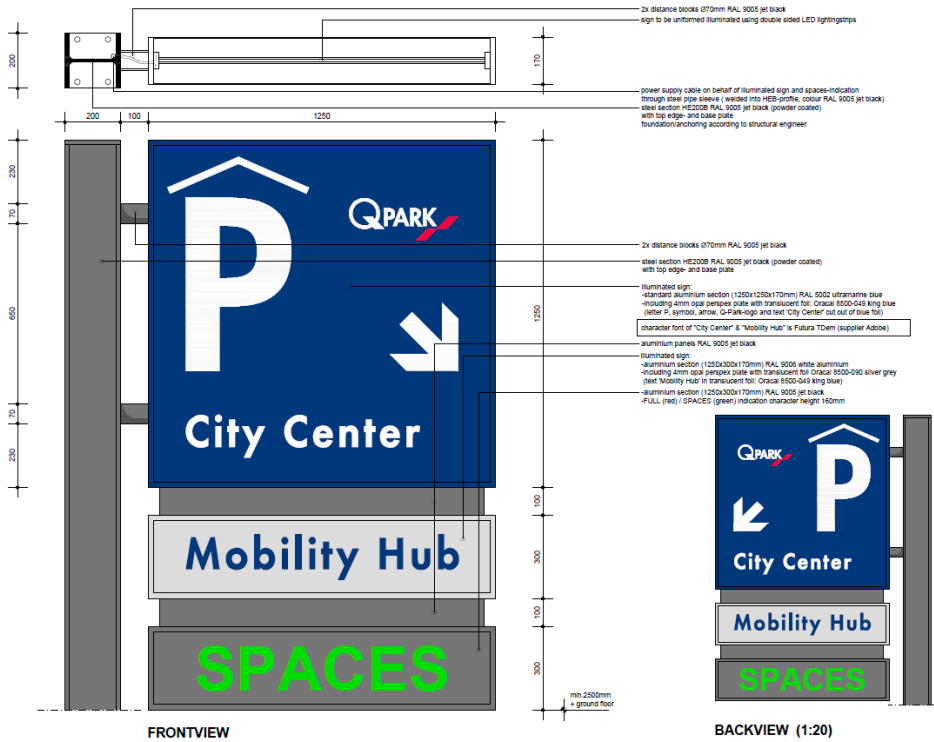 2x distance blocks Ø70mm RAL 9005 jet black
sign to be uniformed illuminated using double sided LED lightingstrips
200
170
power supply cable on behalf of illuminated sign and spaces-indication
through steel pipe sleeve ( welded into HEB-profile, colour RAL 9005 jet black)
steel section HE200B RAL 9005 jet black (powder coated)
with top edge- and base plate
foundation/anchoring according to structural engineer
200
100
1250
230
70
650
70
230
P
QPARK
City Center
1250
100
300
100
300
Mobility Hub
SPACES
2x distance blocks Ø70mm RAL 9005 jet black
steel section HE200B RAL 9005 jet black (powder coated)
with top edge- and base plate
illuminated sign:
-standard aluminium section (1250x1250x170mm) RAL 5002 ultramarine blue
-including 4mm opal perspex plate with translucent foil: Oracal 8500-049 king blue
(letter P, symbol, arrow, Q-Park-logo and text 'City Center' cut out of blue foil)
character font of "City Center" & "Mobility Hub" is Futura TDem (supplier Adobe)
aluminium panels RAL 9005 jet black
illuminated sign:
-aluminium section (1250x300x170mm) RAL 9006 white aluminium
-including 4mm opal perspex plate with translucent foil Oracal 8500-090 silver grey
(text 'Mobility Hub' in translucent foil: Oracal 8500-049 king blue)
-aluminium section (1250x300x170mm) RAL 9005 jet black
-FULL (red) / SPACES (green) indication character height 160mm
min.2500mm
+ ground floor
FRONTVIEW
QPARK
P
City Center
Mobility Hub
SPACES
BACKVIEW (1:20)